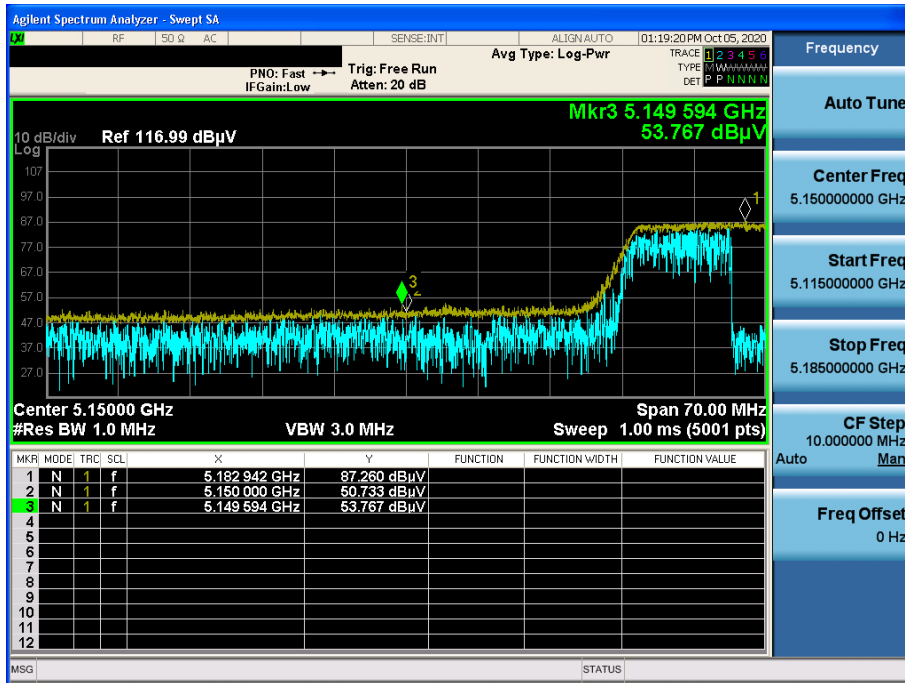 Agilent Spectrum Analyzer - Swept SA
LXI RF 50 Ω AC SENSE:INT ALIGN AUTO 01:19:20 PM Oct 05, 2020
PNO: Fast Trig: Free Run Avg Type: Log-Pwr TRACE 1 2 3 4 5 6
IFGain:Low Atten: 20 dB TYPE M W W W W W
DET P P N N N N
Mkr3 5.149 594 GHz
53.767 dBµV
10 dB/div Ref 116.99 dBµV
Log
107
97.0
87.0
77.0
67.0
57.0
47.0
37.0
27.0
1
3
2
Center 5.15000 GHz Span 70.00 MHz
#Res BW 1.0 MHz VBW 3.0 MHz Sweep 1.00 ms (5001 pts)
MKR MODE TRC SCL X Y FUNCTION FUNCTION WIDTH FUNCTION VALUE
1 N 1 f 5.182 942 GHz 87.260 dBµV
2 N 1 f 5.150 000 GHz 50.733 dBµV
3 N 1 f 5.149 594 GHz 53.767 dBµV
4
5
6
7
8
9
10
11
12
MSG STATUS
Frequency
Auto Tune
Center Freq
5.150000000 GHz
Start Freq
5.115000000 GHz
Stop Freq
5.185000000 GHz
CF Step
10.000000 MHz
Auto Man
Freq Offset
0 Hz